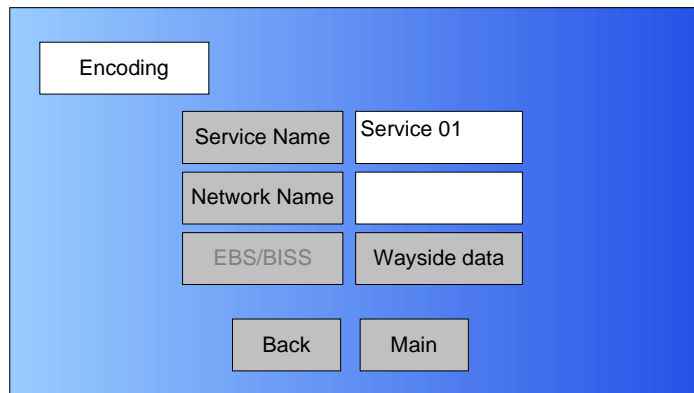 Encoding
Service Name
Service 01
Network Name
EBS/BISS
Wayside data
Back
Main